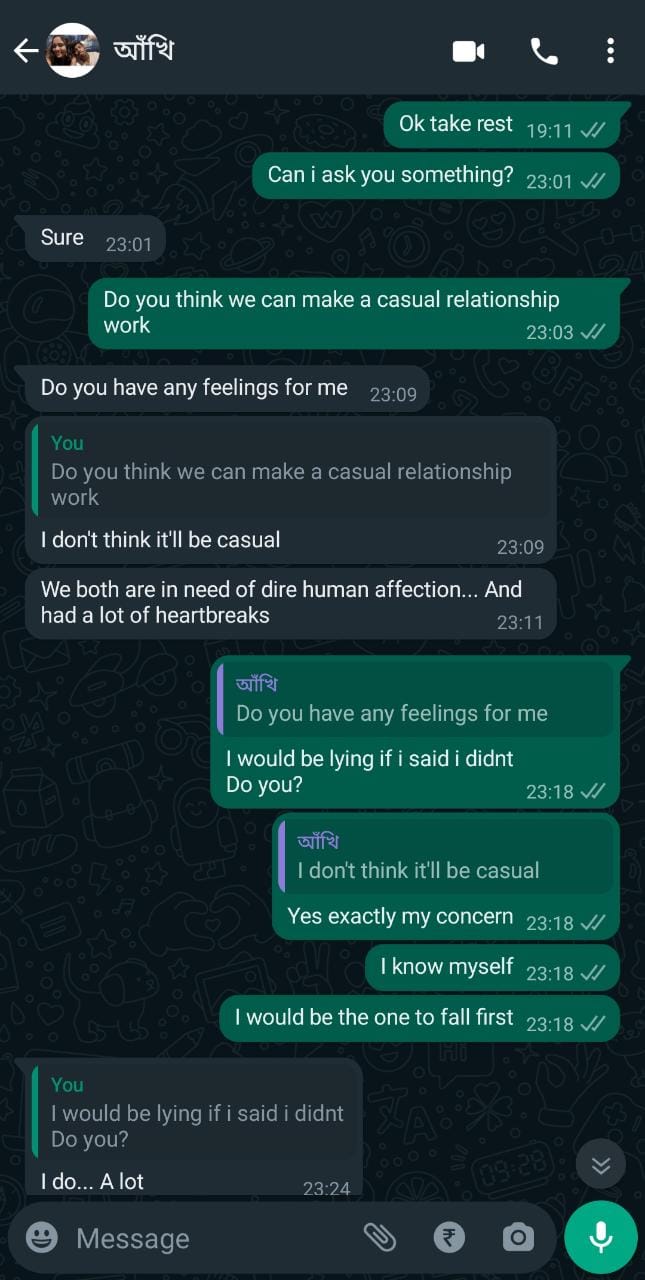 আঁখি
Ok take rest 19:11
Can i ask you something? 23:01
Sure 23:01
Do you think we can make a casual relationship
work 23:03
Do you have any feelings for me 23:09
You
Do you think we can make a casual relationship
work
I don't think it'll be casual
23:09
We both are in need of dire human affection... And
had a lot of heartbreaks 23:11
আঁখি
Do you have any feelings for me
I would be lying if i said i didnt
Do you? 23:18
আঁখি
I don't think it'll be casual
Yes exactly my concern 23:18
I know myself 23:18
I would be the one to fall first 23:18
You
I would be lying if i said i didnt
Do you?
I do... A lot 23:24
Message